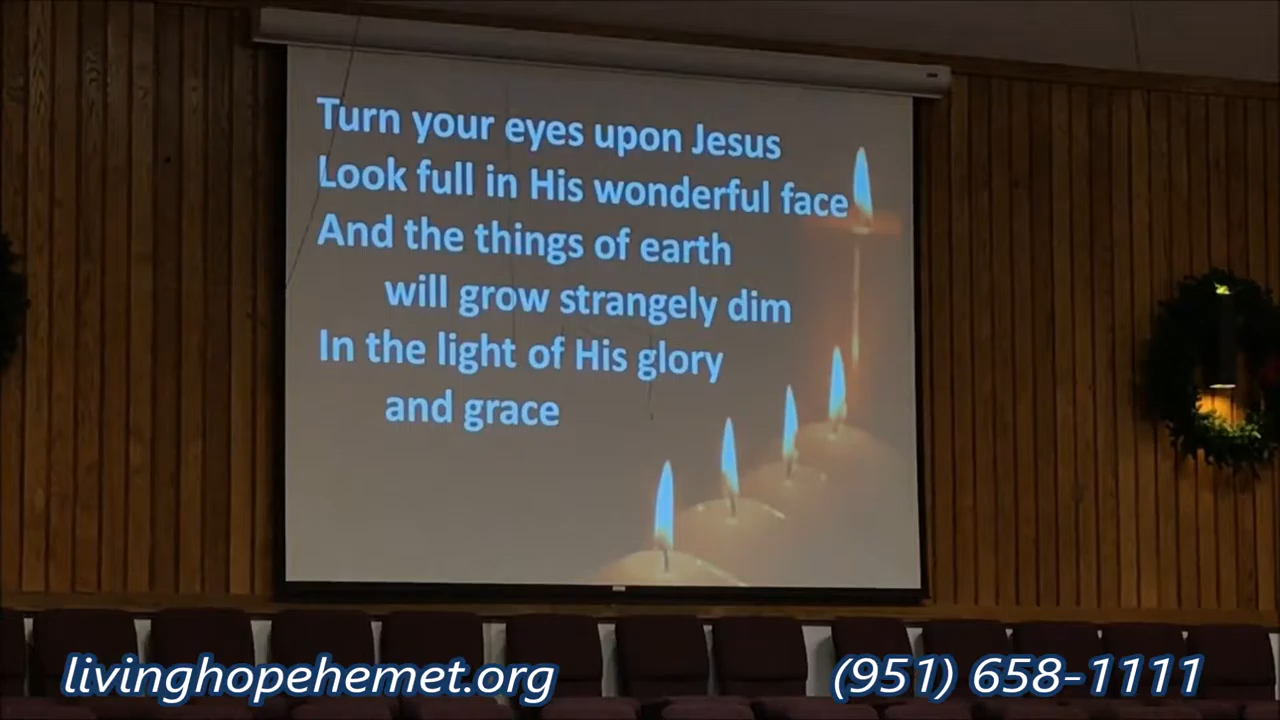 Turn your eyes upon Jesus
Look full in His wonderful face
And the things of earth
will grow strangely dim
In the light of His glory
and grace
livinghopehemet.org
(951) 658-1111